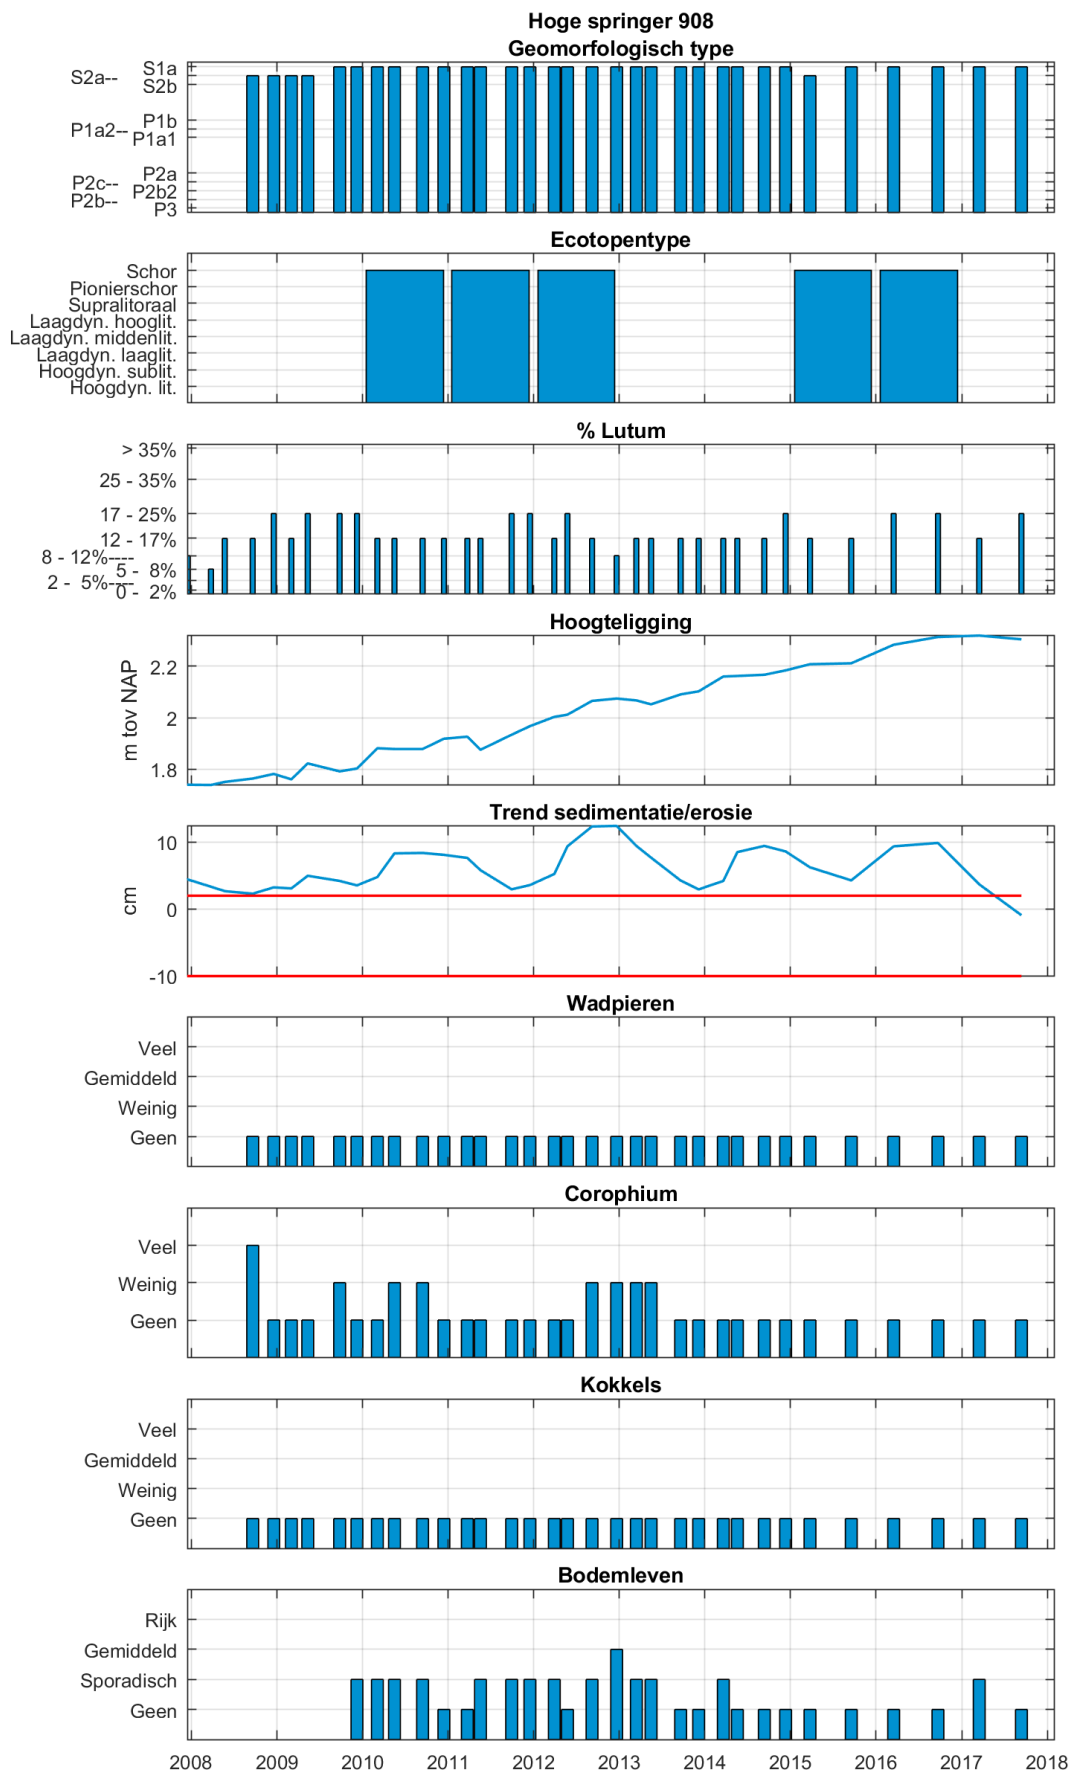 Hoge springer 908
Geomorfologisch type
S1a
S2a--
S2b
P1b
P1a2--
P1a1
P2a
P2c--
P2b2
P2b--
P3
Ecotopentype
Schor
Pionierschor
Supralitoraal
Laagdyn. hooglit.
Laagdyn. middenlit.
Laagdyn. laaglit.
Hoogdyn. sublit.
Hoogdyn. lit.
% Lutum
> 35%
25 - 35%
17 - 25%
12 - 17%
8 - 12%----
5 - 8%
2 - 5%----
0 - 2%
Hoogteligging
m tov NAP
2.2
2
1.8
Trend sedimentatie/erosie
cm
10
0
-10
Wadpieren
Veel
Gemiddeld
Weinig
Geen
Corophium
Veel
Weinig
Geen
Kokkels
Veel
Gemiddeld
Weinig
Geen
Bodemleven
Rijk
Gemiddeld
Sporadisch
Geen
2008 2009 2010 2011 2012 2013 2014 2015 2016 2017 2018